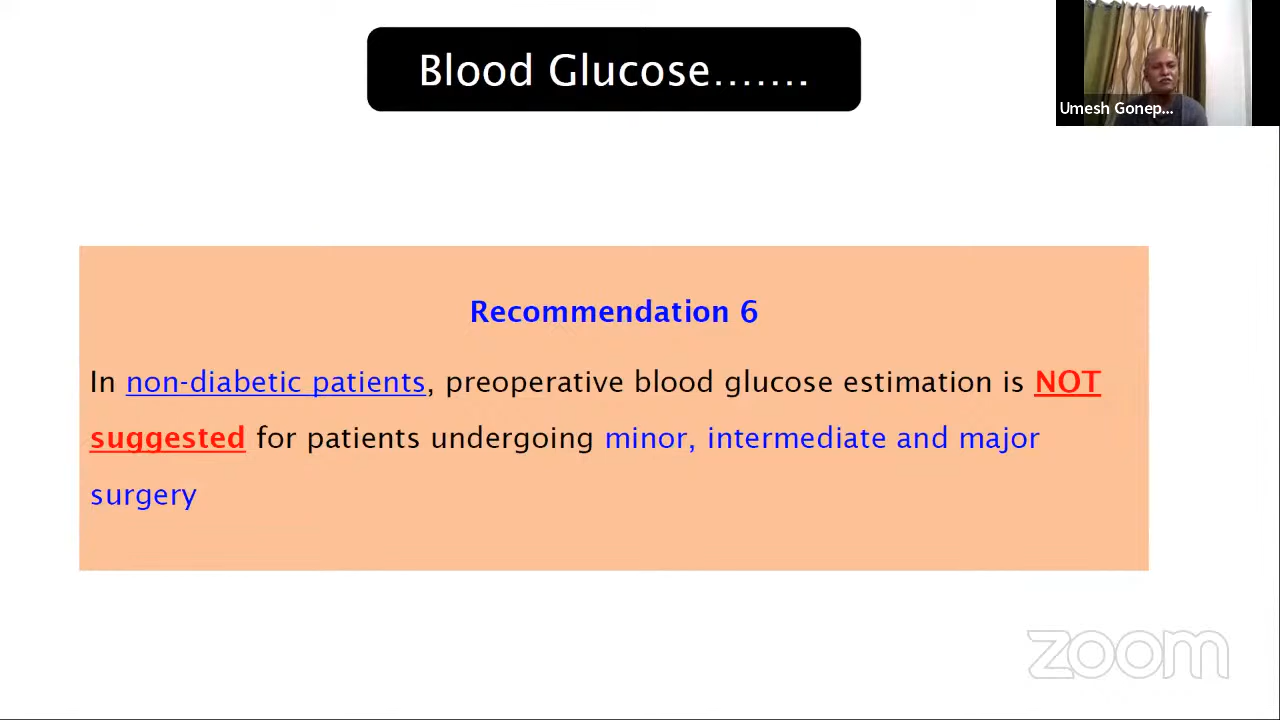 Blood Glucose.......
Umesh Gonep...
Recommendation 6
In non-diabetic patients, preoperative blood glucose estimation is NOT
suggested for patients undergoing minor, intermediate and major
surgery
zoom